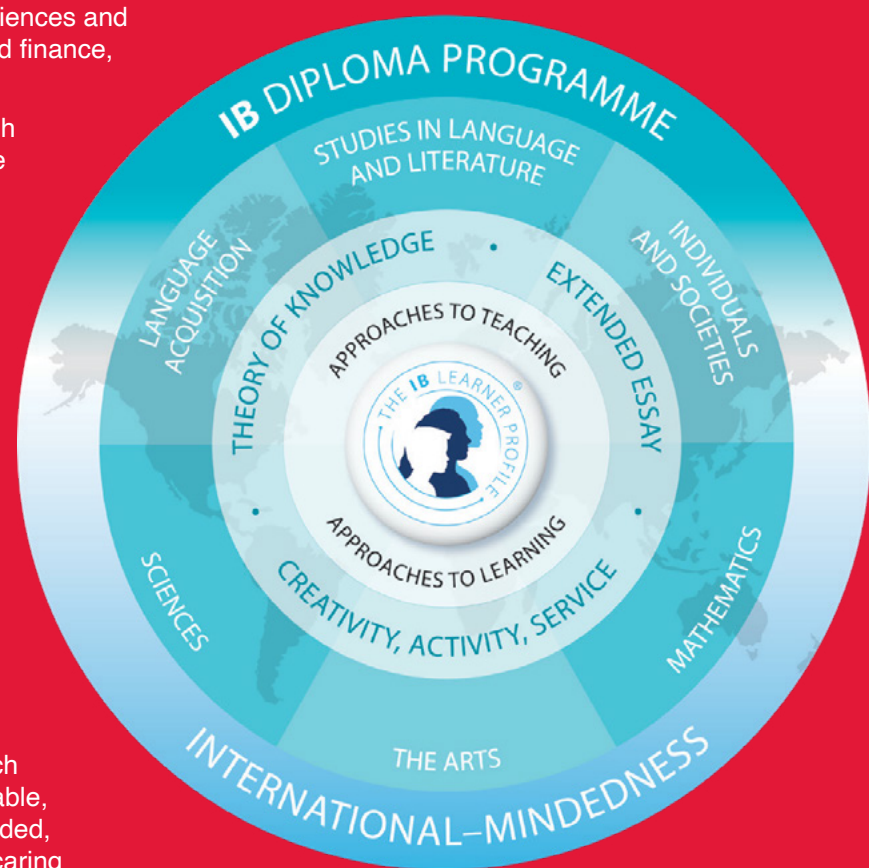 iences and
d finance,
h
e
ch
able,
ded,
caring
IB DIPLOMA PROGRAMME
STUDIES IN LANGUAGE
AND LITERATURE
LANGUAGE
ACQUISITION
INDIVIDUALS
AND SOCIETIES
THEORY OF KNOWLEDGE •
EXTENDED ESSAY •
APPROACHES TO TEACHING
THE IB LEARNER PROFILE ®
APPROACHES TO LEARNING
CREATIVITY, ACTIVITY, SERVICE •
SCIENCES
MATHEMATICS
THE ARTS
INTERNATIONAL–MINDEDNESS